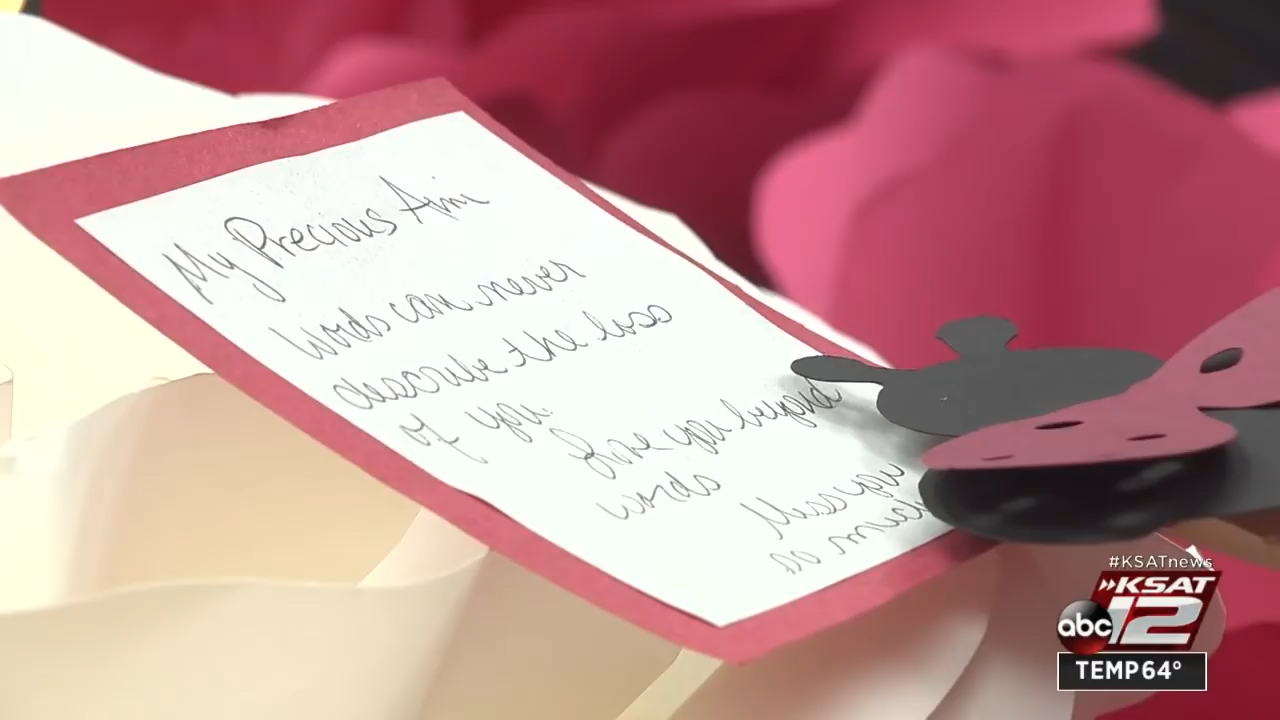 My Precious Aimi
Words can never
describe the loss
of you.
Love you beyond
words
Miss you
so much
#KSATnews
KSAT
abc 12
TEMP 64°